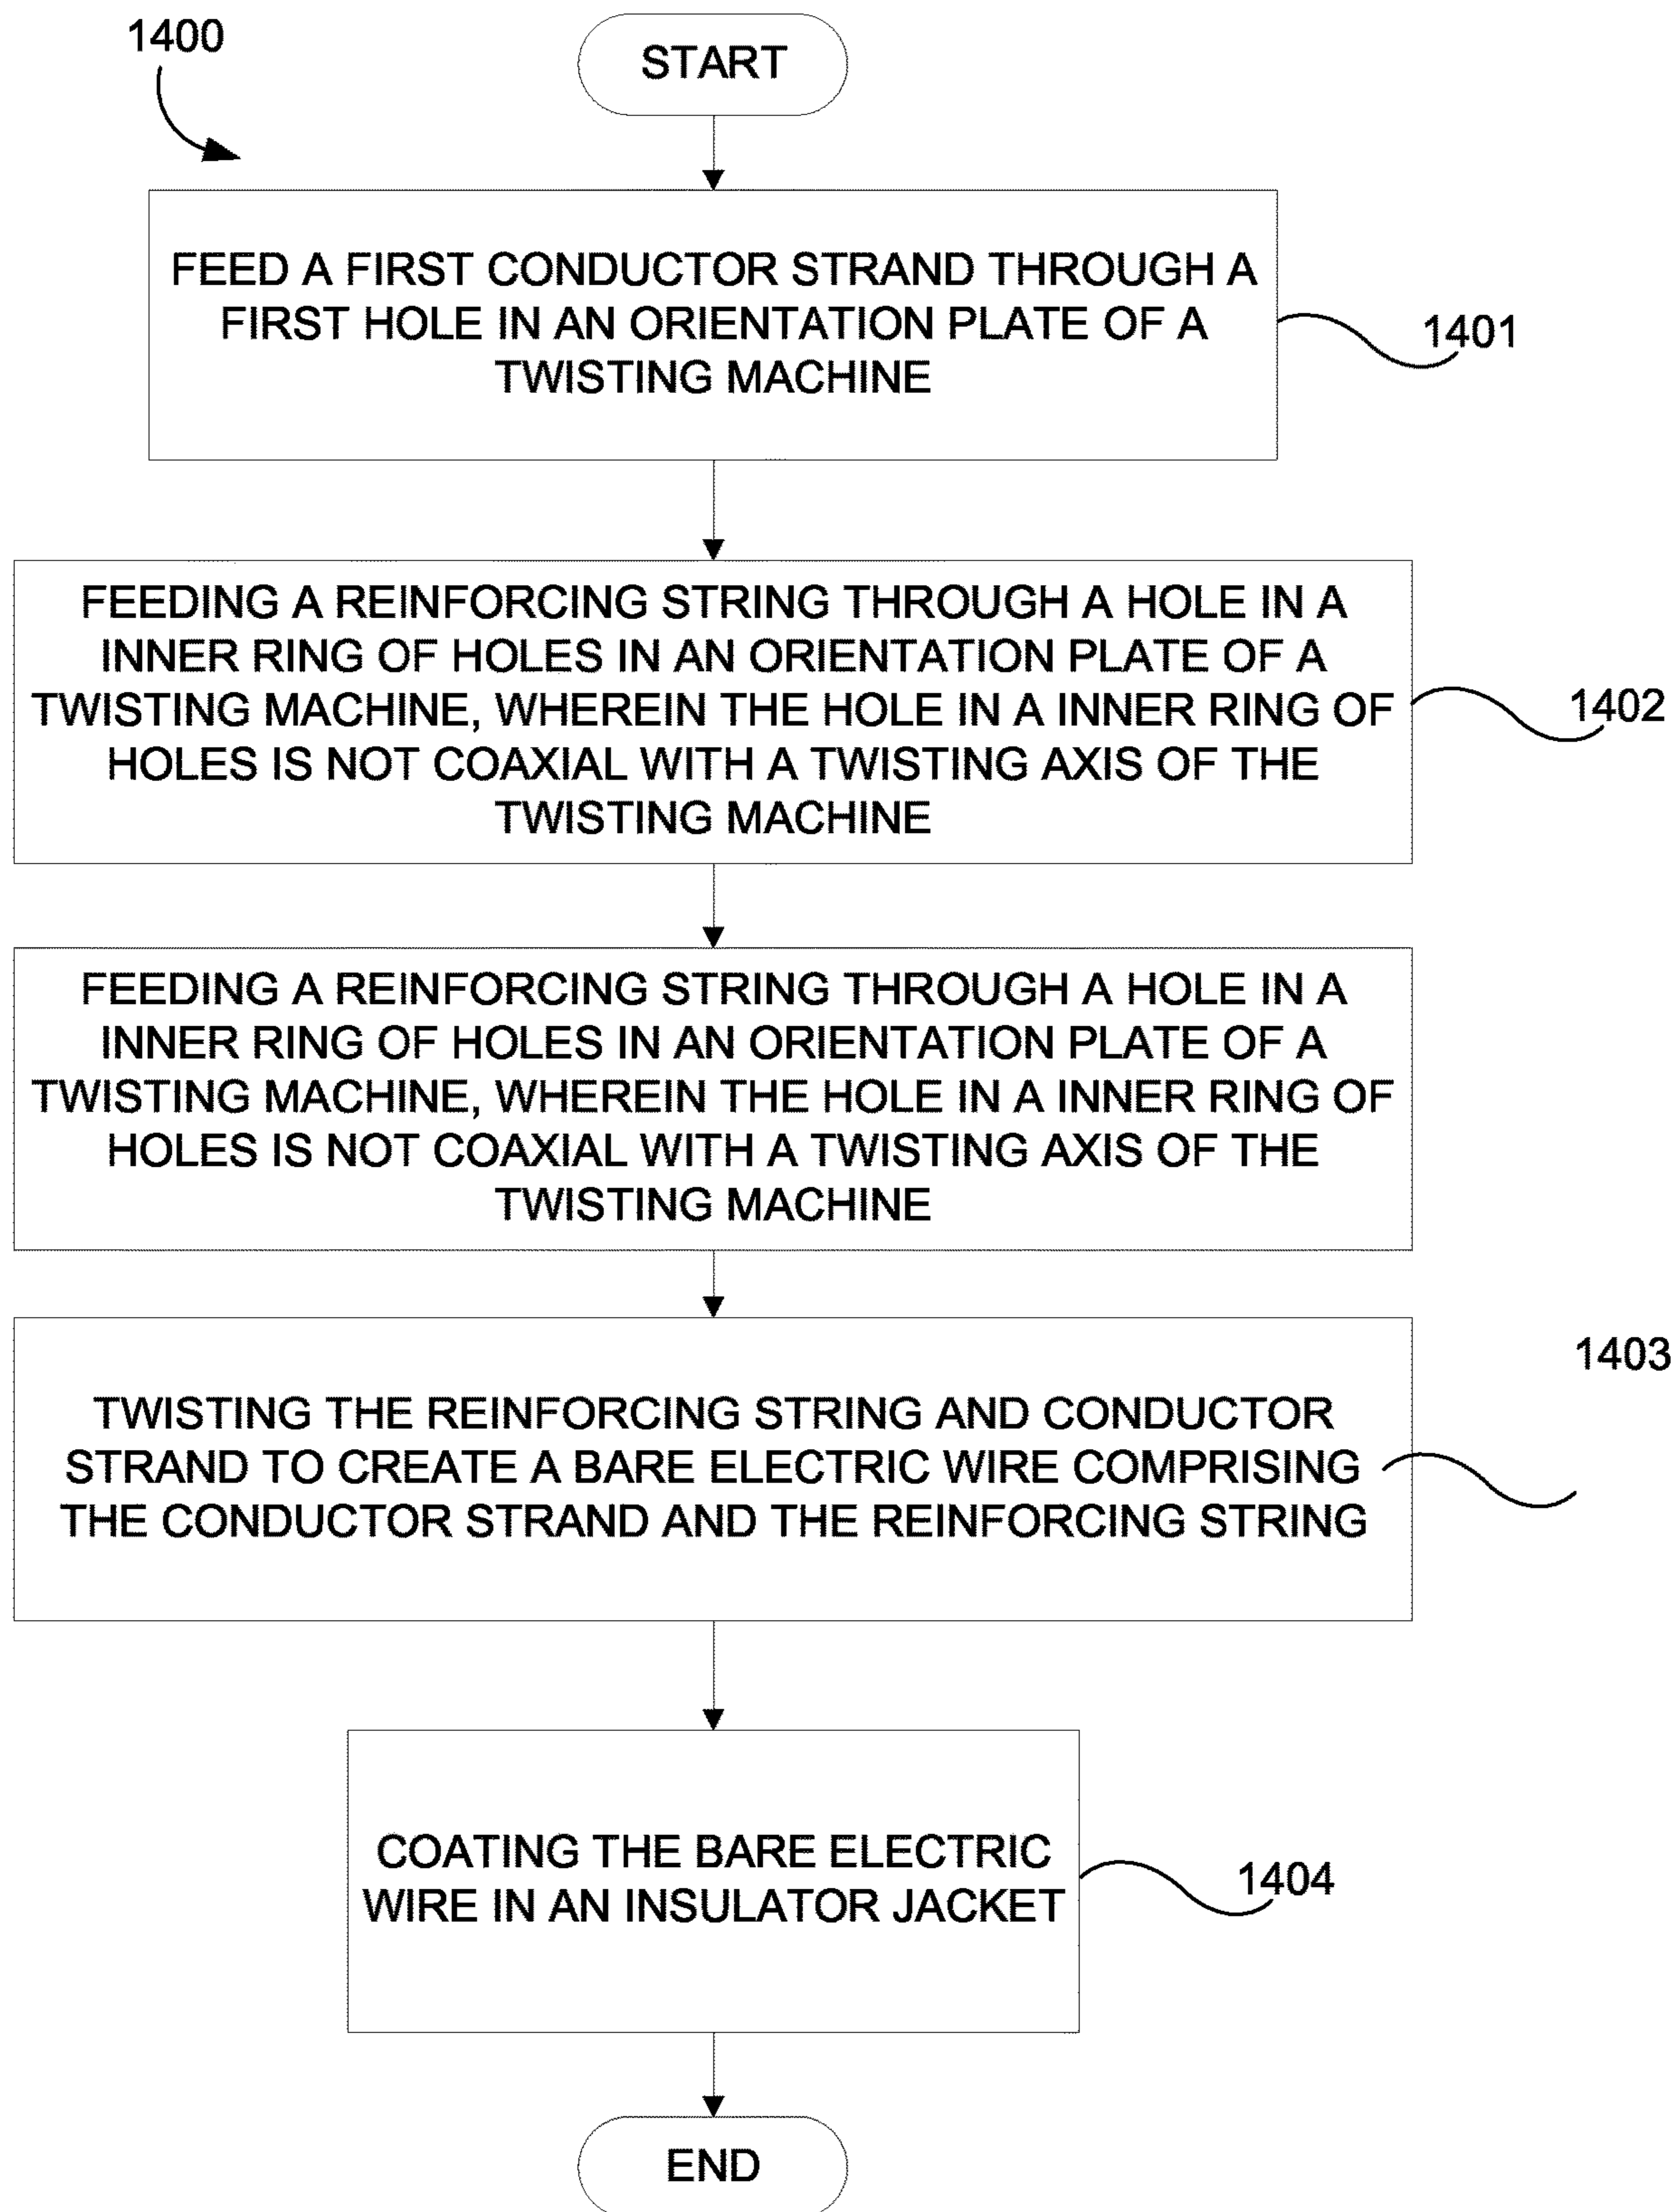 1400
START
FEED A FIRST CONDUCTOR STRAND THROUGH A
FIRST HOLE IN AN ORIENTATION PLATE OF A
TWISTING MACHINE
1401
FEEDING A REINFORCING STRING THROUGH A HOLE IN A
INNER RING OF HOLES IN AN ORIENTATION PLATE OF A
TWISTING MACHINE, WHEREIN THE HOLE IN A INNER RING OF
HOLES IS NOT COAXIAL WITH A TWISTING AXIS OF THE
TWISTING MACHINE
1402
FEEDING A REINFORCING STRING THROUGH A HOLE IN A
INNER RING OF HOLES IN AN ORIENTATION PLATE OF A
TWISTING MACHINE, WHEREIN THE HOLE IN A INNER RING OF
HOLES IS NOT COAXIAL WITH A TWISTING AXIS OF THE
TWISTING MACHINE
1403
TWISTING THE REINFORCING STRING AND CONDUCTOR
STRAND TO CREATE A BARE ELECTRIC WIRE COMPRISING
THE CONDUCTOR STRAND AND THE REINFORCING STRING
COATING THE BARE ELECTRIC
WIRE IN AN INSULATOR JACKET
1404
END